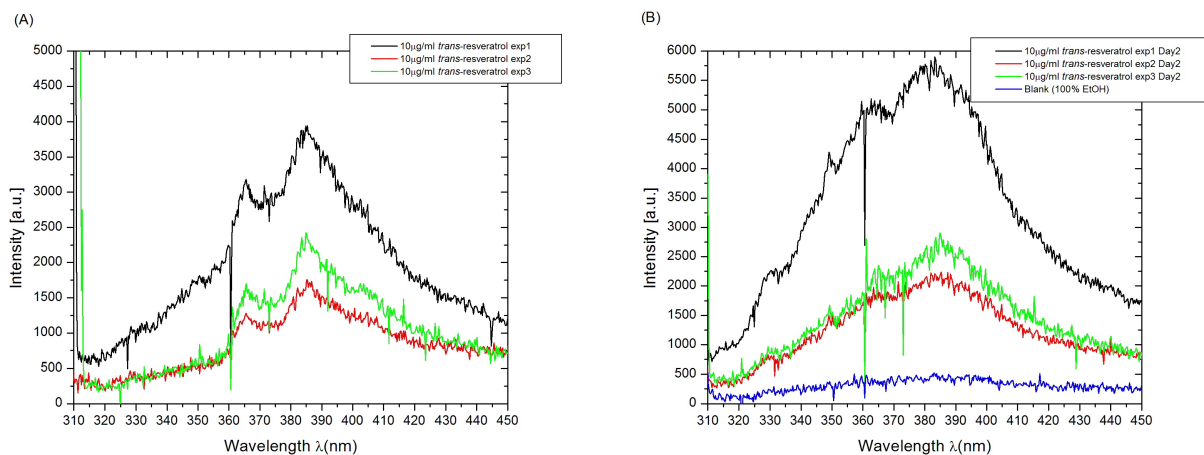 (A)
10μg/ml trans-resveratrol exp1
10μg/ml trans-resveratrol exp2
10μg/ml trans-resveratrol exp3
5000
4500
4000
3500
3000
2500
2000
1500
1000
500
0
Intensity [a.u.]
310 320 330 340 350 360 370 380 390 400 410 420 430 440 450
Wavelength λ(nm)
(B)
10μg/ml trans-resveratrol exp1 Day2
10μg/ml trans-resveratrol exp2 Day2
10μg/ml trans-resveratrol exp3 Day2
Blank (100% EtOH)
6000
5500
5000
4500
4000
3500
3000
2500
2000
1500
1000
500
0
Intensity [a.u.]
310 320 330 340 350 360 370 380 390 400 410 420 430 440 450
Wavelength λ(nm)